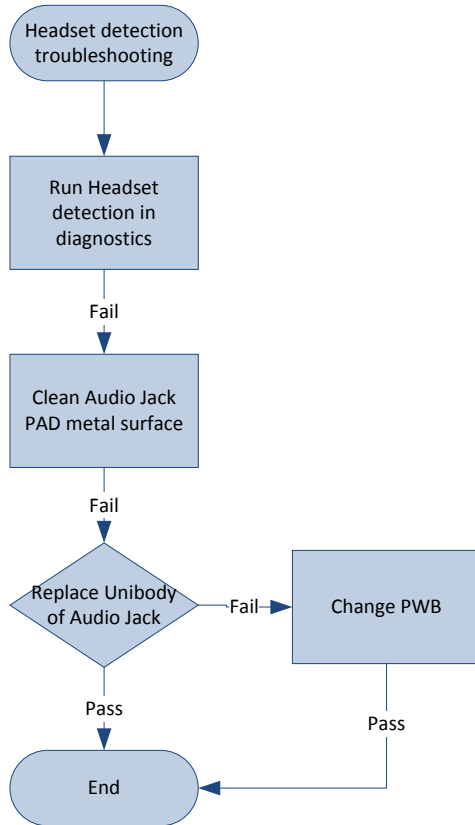 Headset detection
troubleshooting
Run Headset
detection in
diagnostics
Fail
Clean Audio Jack
PAD metal surface
Fail
Replace Unibody
of Audio Jack
Fail
Change PWB
Pass
Pass
End